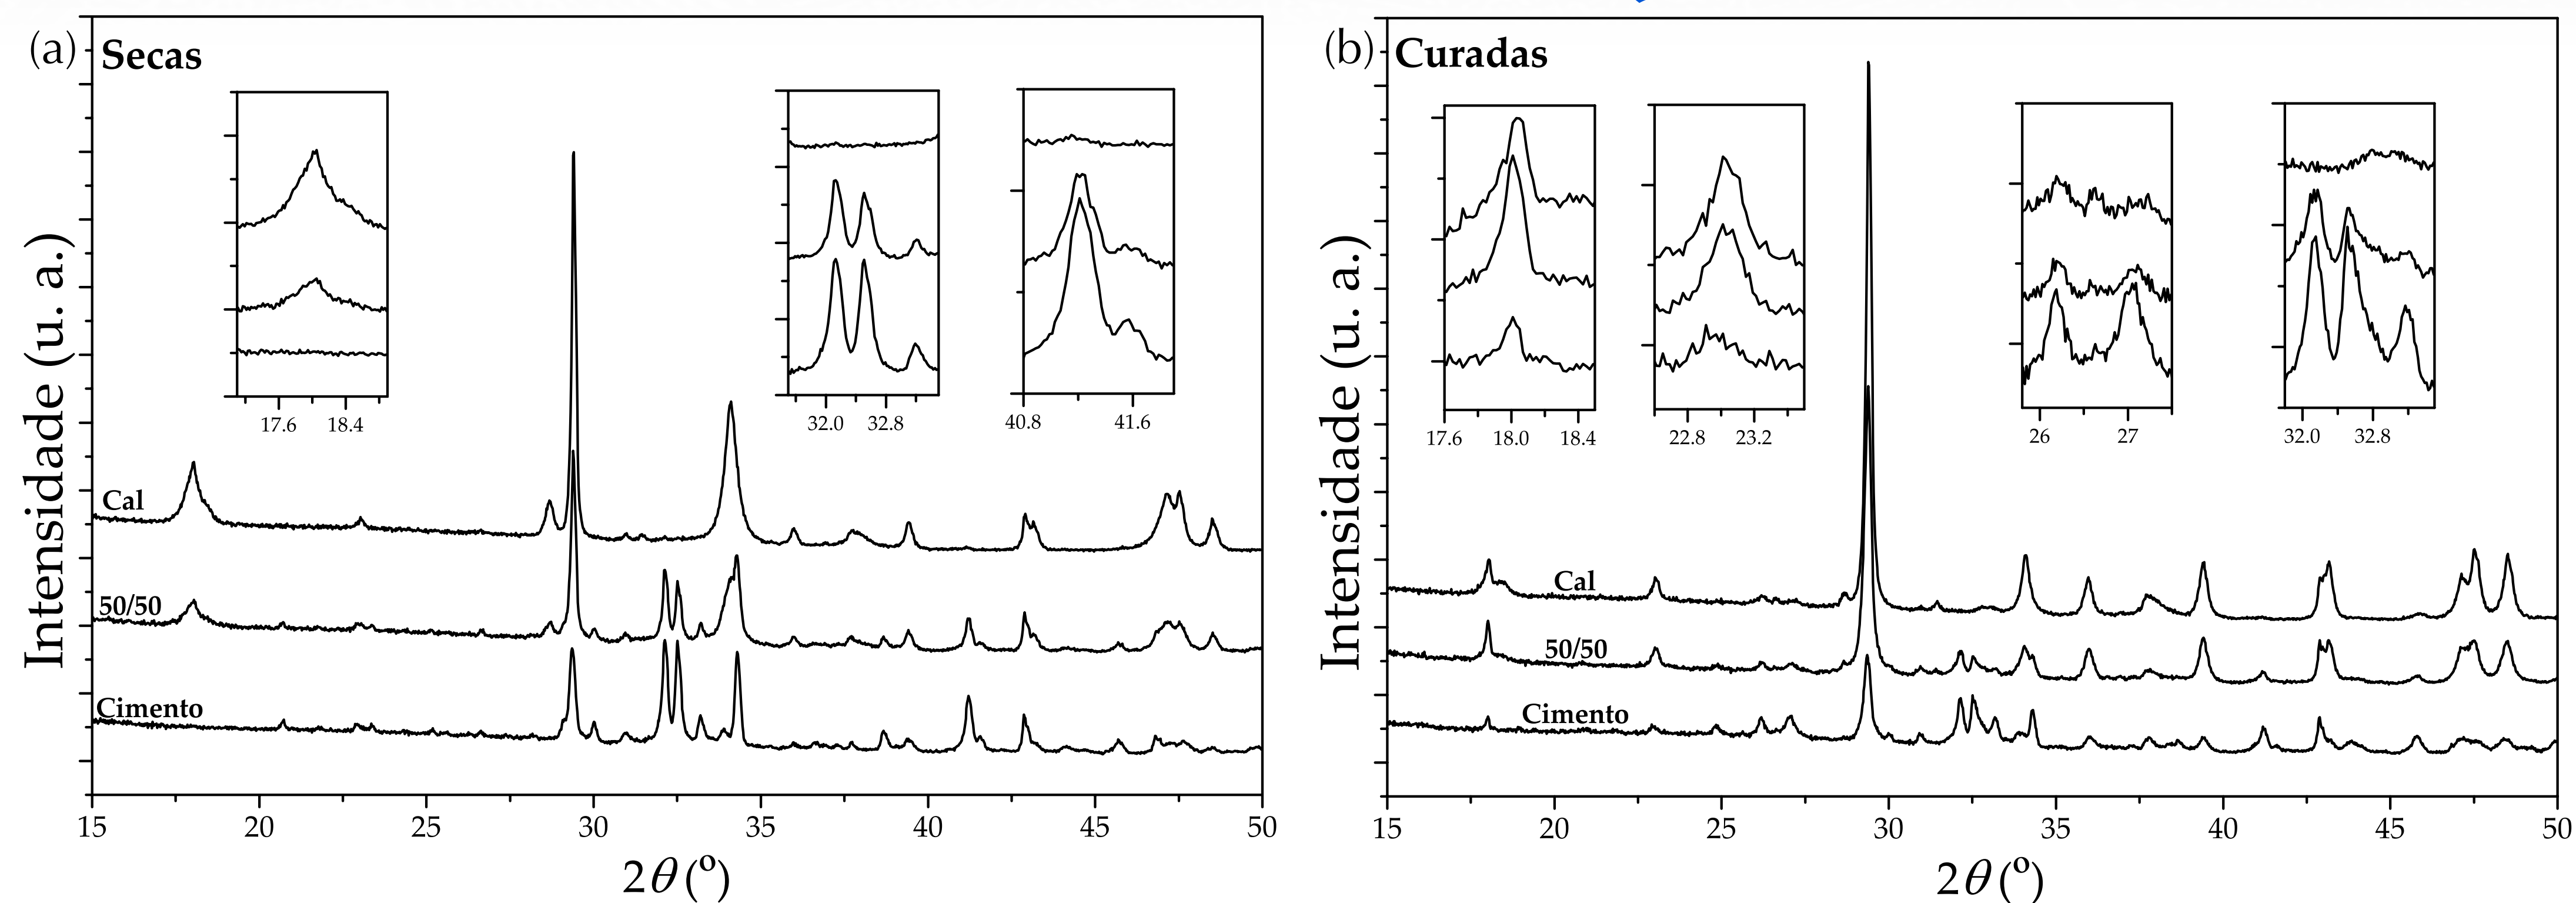 (a) Secas
17.6 18.4
32.0 32.8
40.8 41.6
Cal
50/50
Cimento
Intensidade (u. a.)
15 20 25 30 35 40 45 50
2θ (º)
(b) Curadas
17.6 18.0 18.4
22.8 23.2
26 27
32.0 32.8
Cal
50/50
Cimento
Intensidade (u. a.)
15 20 25 30 35 40 45 50
2θ (º)